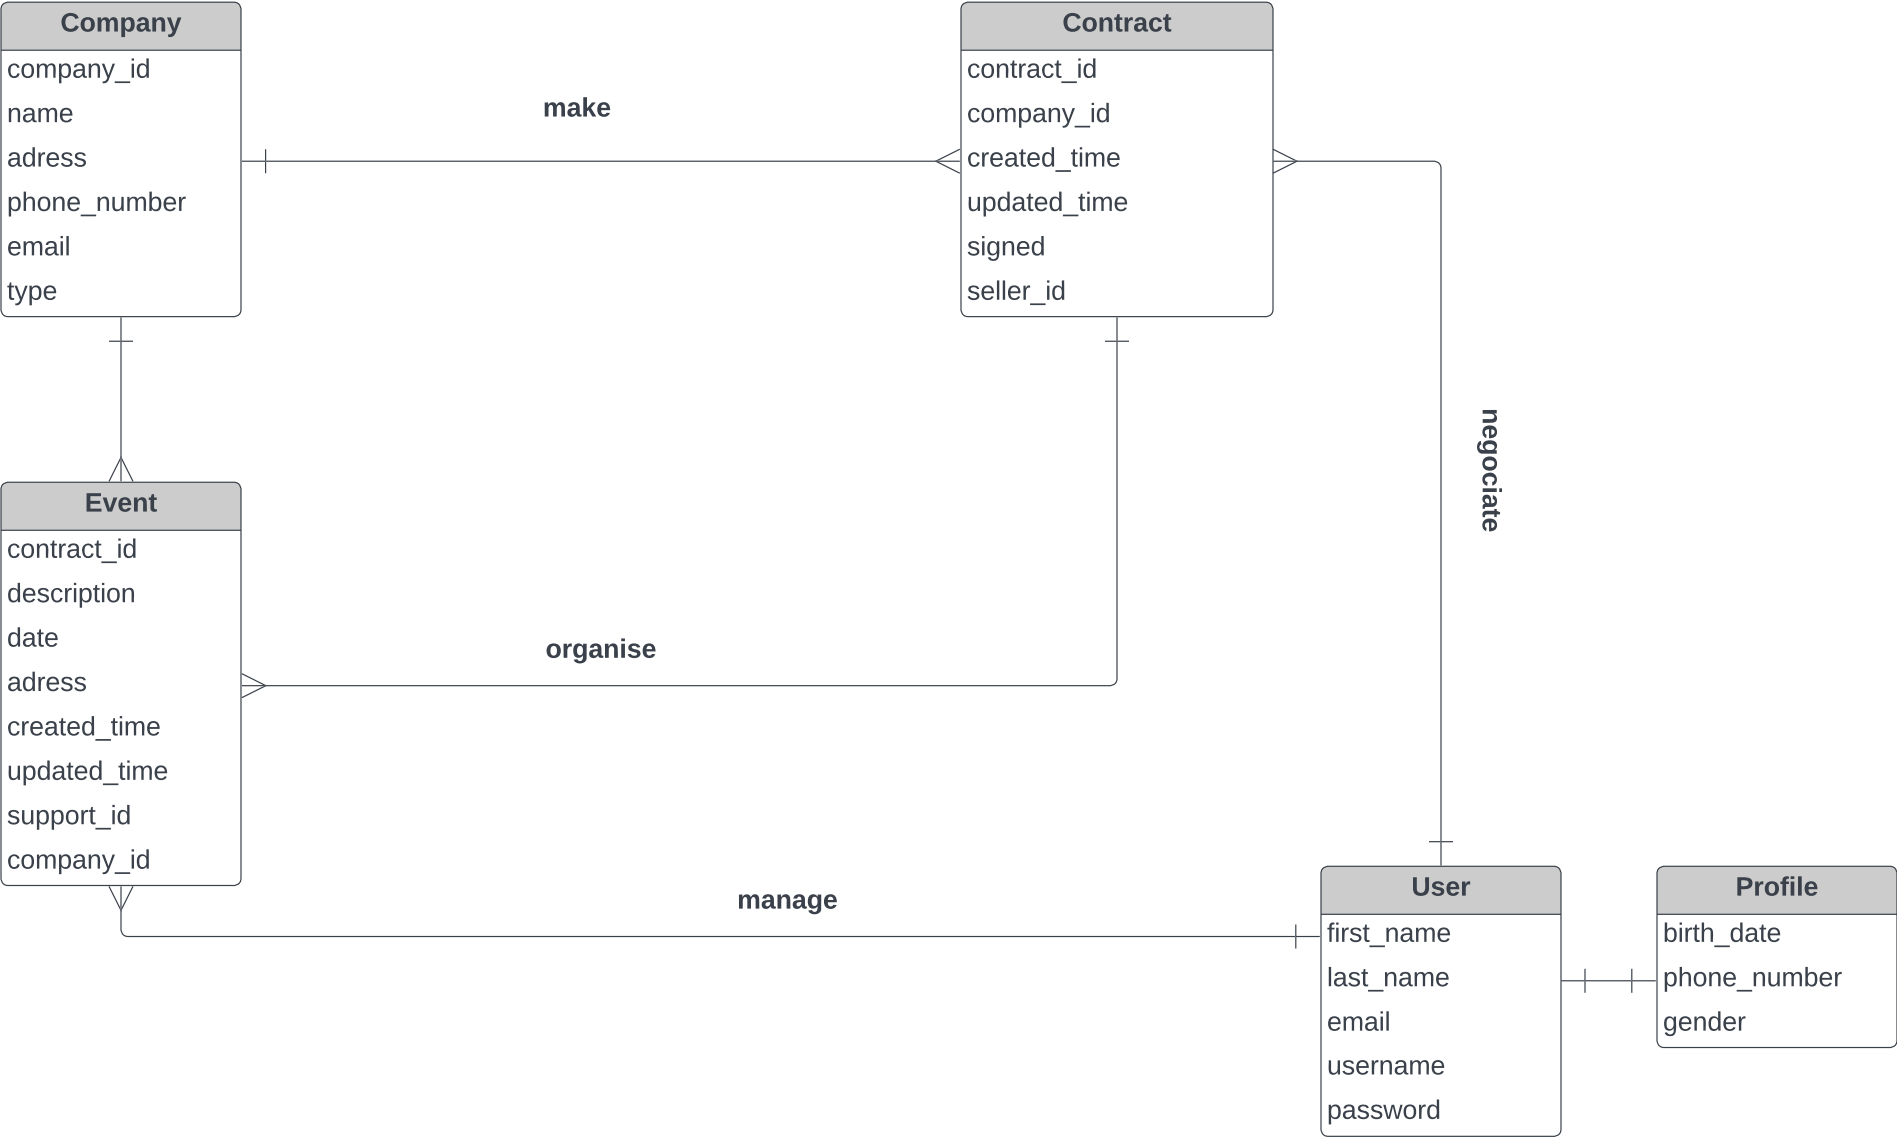 Company
company_id
name
adress
phone_number
email
type
make
Contract
contract_id
company_id
created_time
updated_time
signed
seller_id
negociate
Event
contract_id
description
date
adress
created_time
updated_time
support_id
company_id
organise
manage
User
first_name
last_name
email
username
password
Profile
birth_date
phone_number
gender